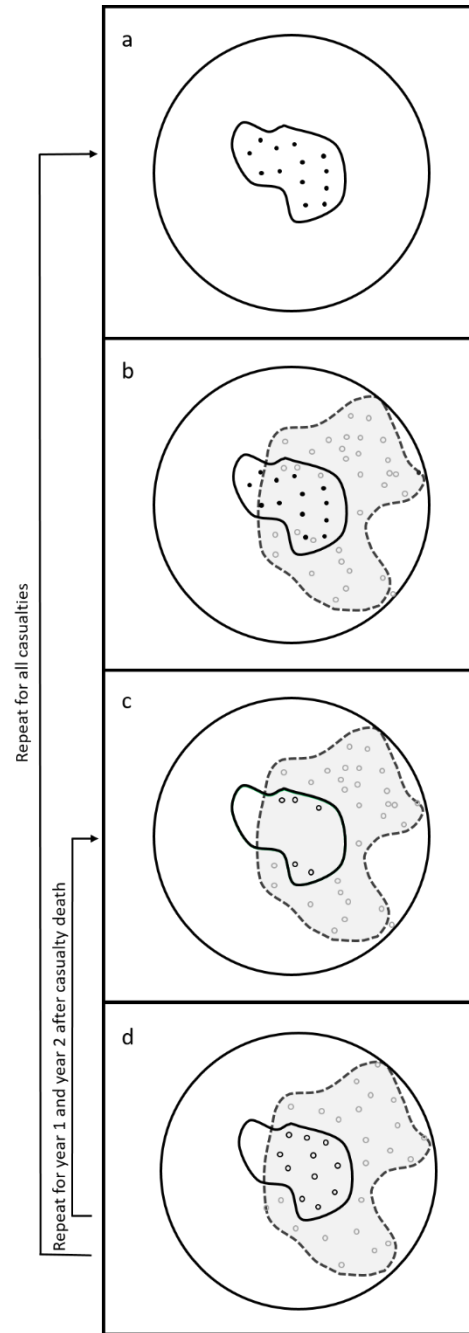 a
b
c
d
Repeat for all casualties
Repeat for year 1 and year 2 after casualty death